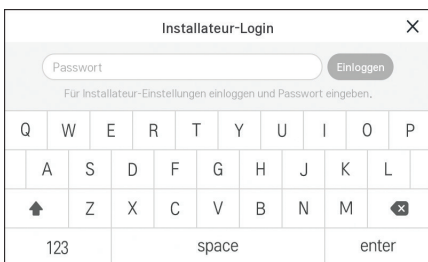 Installateur-Login
Passwort
Einloggen
Für Installateur-Einstellungen einloggen und Passwort eingeben.
Q W E R T Y U I O P
A S D F G H J K L
Z X C V B N M
123 space enter